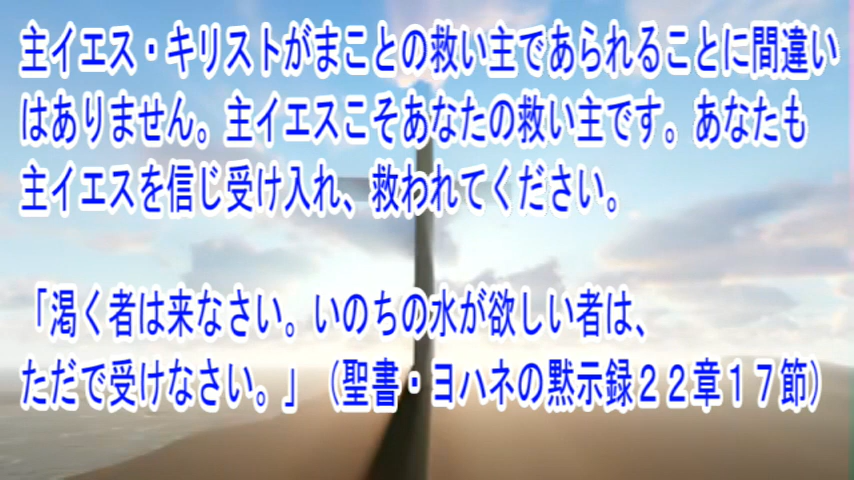 主イエス・キリストがまことの救い主であられることに間違い
はありません。主イエスこそあなたの救い主です。あなたも
主イエスを信じ受け入れ、救われてください。
「渇く者は来なさい。いのちの水が欲しい者は、
ただで受けなさい。」（聖書・ヨハネの黙示録２２章１７節）